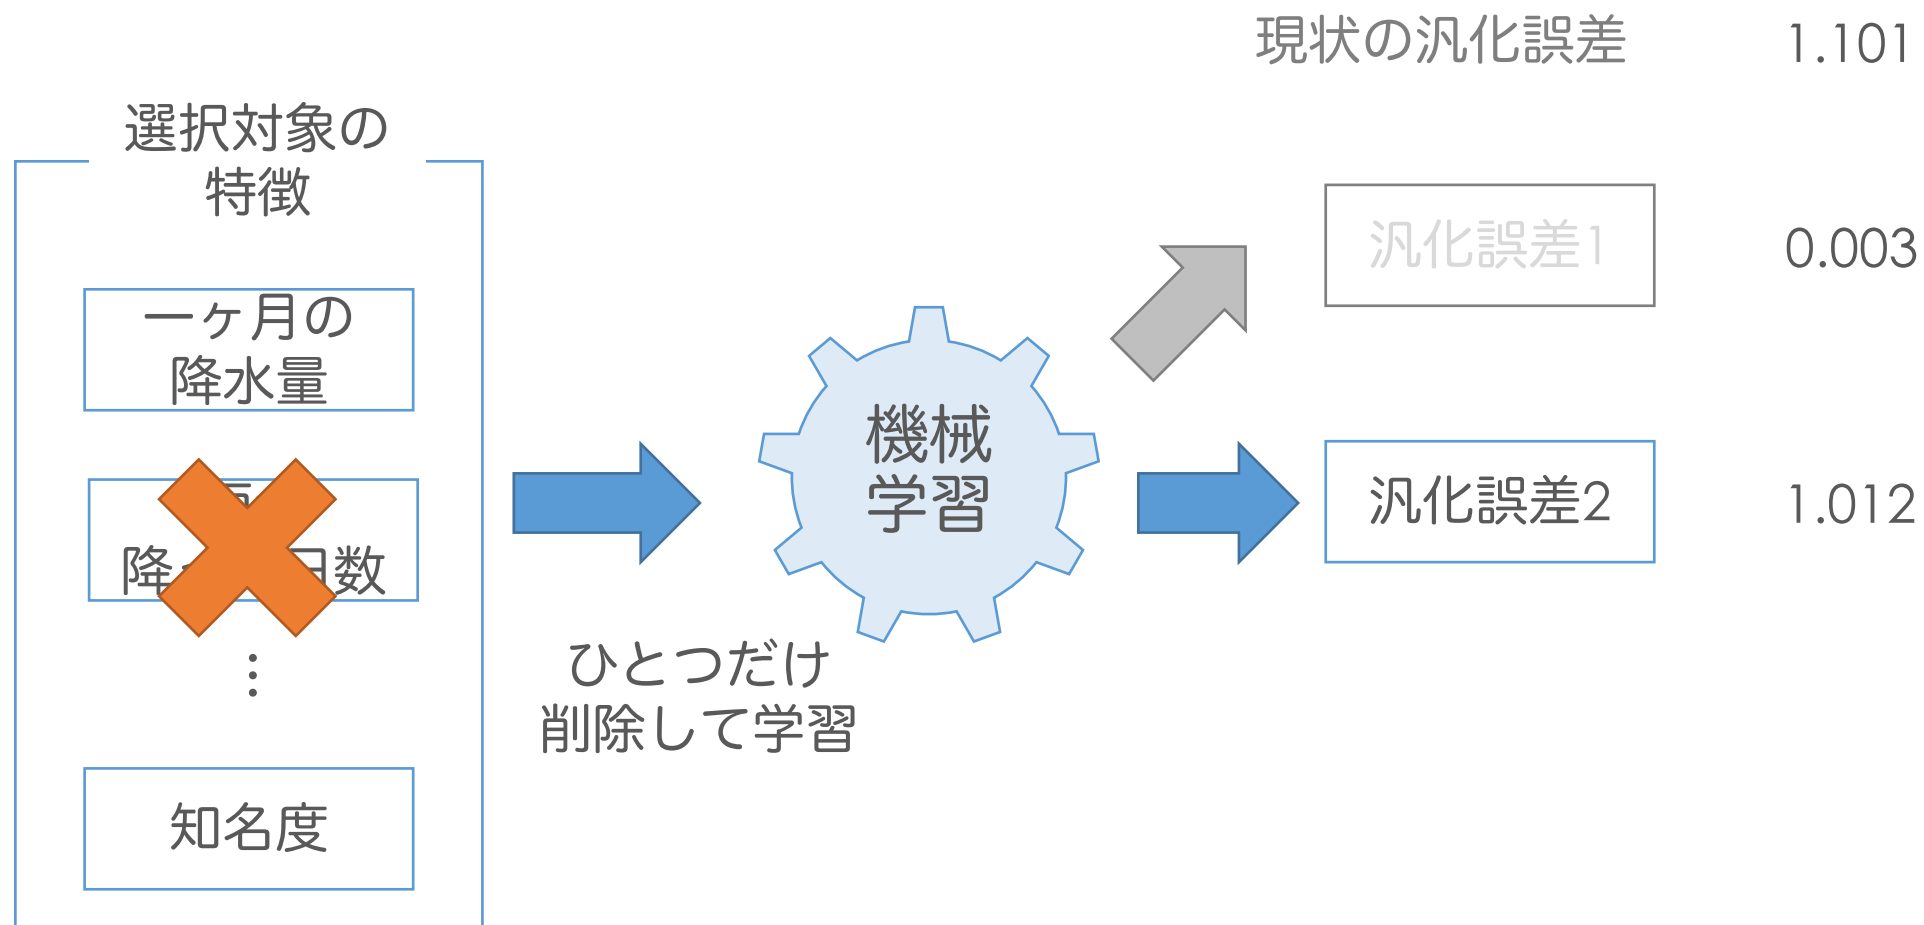 現状の汎化誤差 1.101
選択対象の
特徴
汎化誤差1 0.003
一ヶ月の
降水量
機械
学習
汎化誤差2 1.012
降 数
ひとつだけ
削除して学習
⋮
知名度